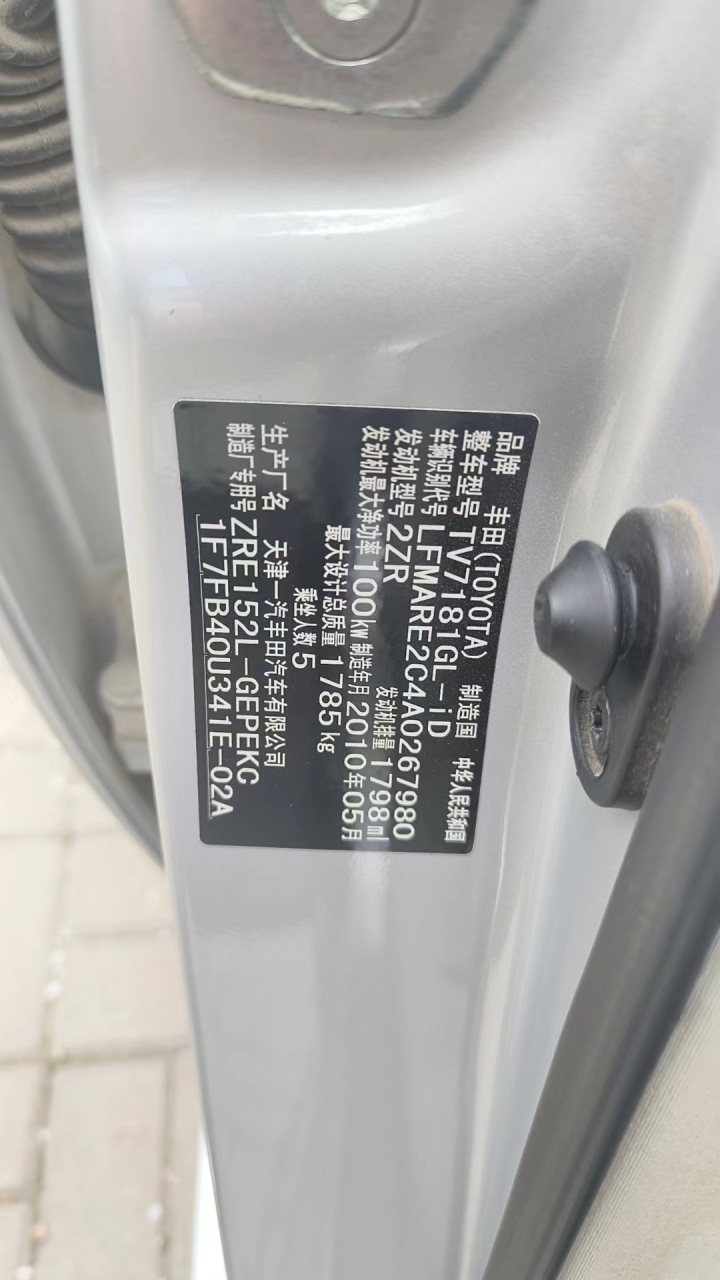 品牌 丰田(TOYOTA) 制造国 中华人民共和国
整车型号 TV7181GL-iD
车辆识别代号 LFMARE2C4A0267980
发动机型号 2ZR 发动机排量 1798ml
发动机最大净功率 100kw 制造年月 2010年05月
最大设计总质量 1785kg
乘坐人数 5
生产厂名 天津一汽丰田汽车有限公司
制造厂专用号 ZRE152L-GEPEKC
1F7FB40U341E-02A